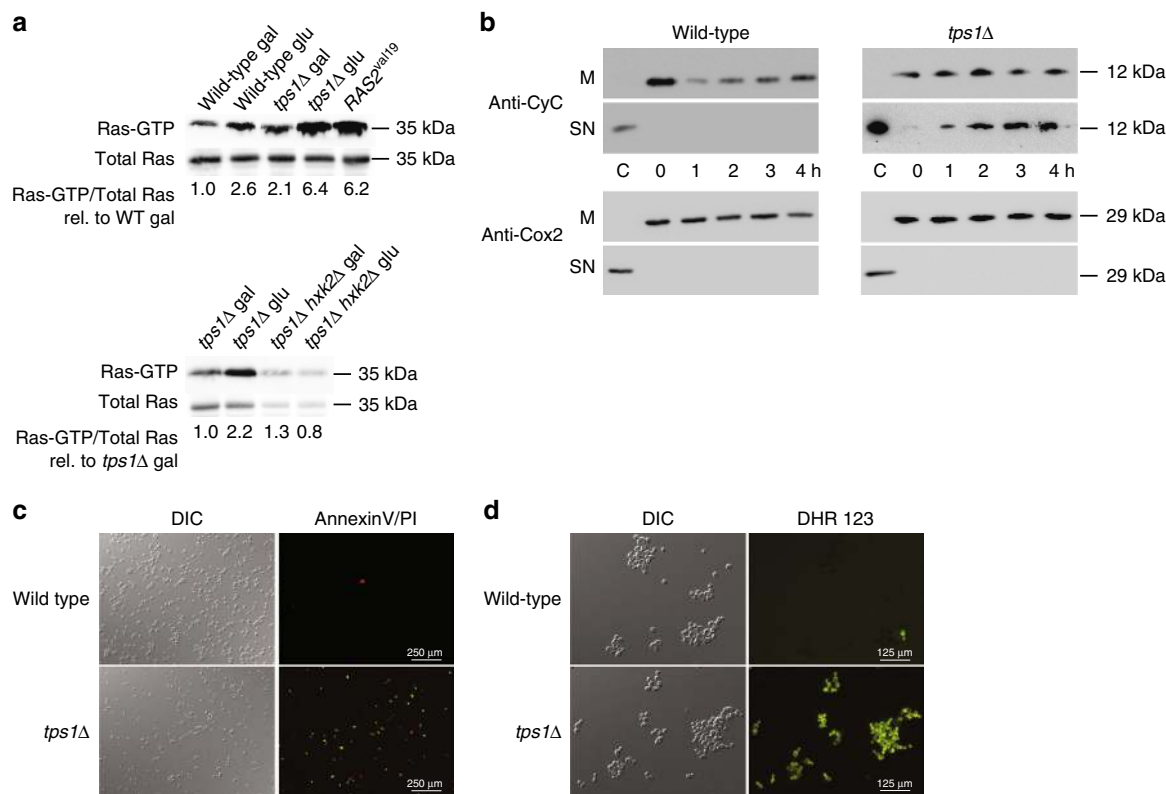 a
Wild-type gal
Wild-type glu
tps1Δ gal
tps1Δ glu
RAS2val19
Ras-GTP
35 kDa
Total Ras
35 kDa
Ras-GTP/Total Ras
rel. to WT gal
1.0 2.6 2.1 6.4 6.2
tps1Δ gal
tps1Δ glu
tps1Δ hxk2Δ gal
tps1Δ hxk2Δ glu
Ras-GTP
35 kDa
Total Ras
35 kDa
Ras-GTP/Total Ras
rel. to tps1Δ gal
1.0 2.2 1.3 0.8
b
Wild-type tps1Δ
Anti-CyC
M
12 kDa
SN
12 kDa
C 0 1 2 3 4 h C 0 1 2 3 4 h
Anti-Cox2
M
29 kDa
SN
29 kDa
c
DIC AnnexinV/PI
Wild type
250 μm
tps1Δ
250 μm
d
DIC DHR 123
Wild-type
125 μm
tps1Δ
125 μm